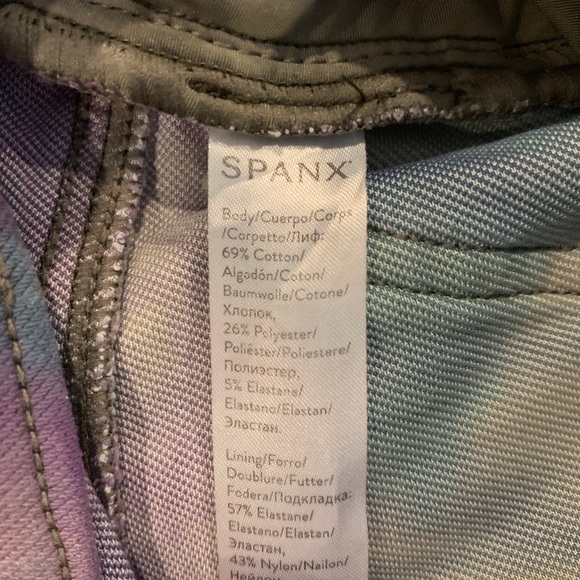 SPANX
Body/Cuerpo/Corps
/Corpetto/Лиф:
69% Cotton/
Algodón/Coton/
Baumwolle/Cotone/
Хлопок,
26% Polyester/
Poliéster/Poliestere/
Полиэстер,
5% Elastane/
Elastano/Elastan/
Эластан.
Lining/Forro/
Doublure/Futter/
Fodera/Подкладка:
57% Elastane/
Elastano/Elastan/
Эластан,
43% Nylon/Nailon/